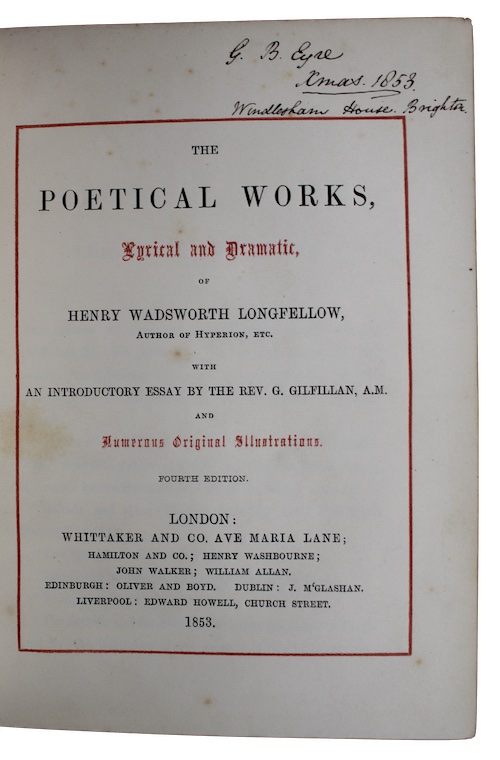 G. B. Eyre
Xmas. 1853.
Windlesham House. Brighton.
THE
POETICAL WORKS,
Lyrical and Dramatic,
OF
HENRY WADSWORTH LONGFELLOW,
AUTHOR OF HYPERION, ETC.
WITH
AN INTRODUCTORY ESSAY BY THE REV. G. GILFILLAN, A.M.
AND
Numerous Original Illustrations.
FOURTH EDITION.
LONDON:
WHITTAKER AND CO. AVE MARIA LANE;
HAMILTON AND CO.; HENRY WASHBOURNE;
JOHN WALKER; WILLIAM ALLAN.
EDINBURGH: OLIVER AND BOYD. DUBLIN: J. M‘GLASHAN.
LIVERPOOL: EDWARD HOWELL, CHURCH STREET.
1853.